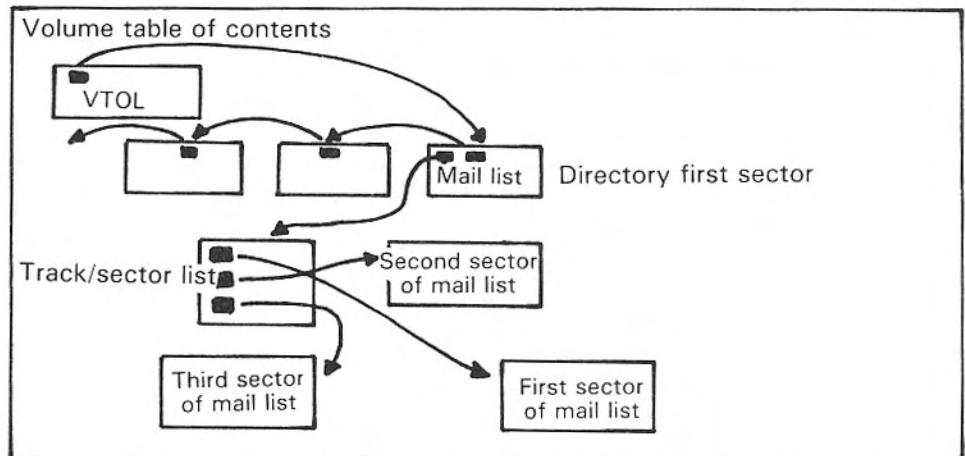 Volume table of contents
VTOL
Mail list
Directory first sector
Track/sector list
Second sector
of mail list
Third sector
of mail list
First sector
of mail list